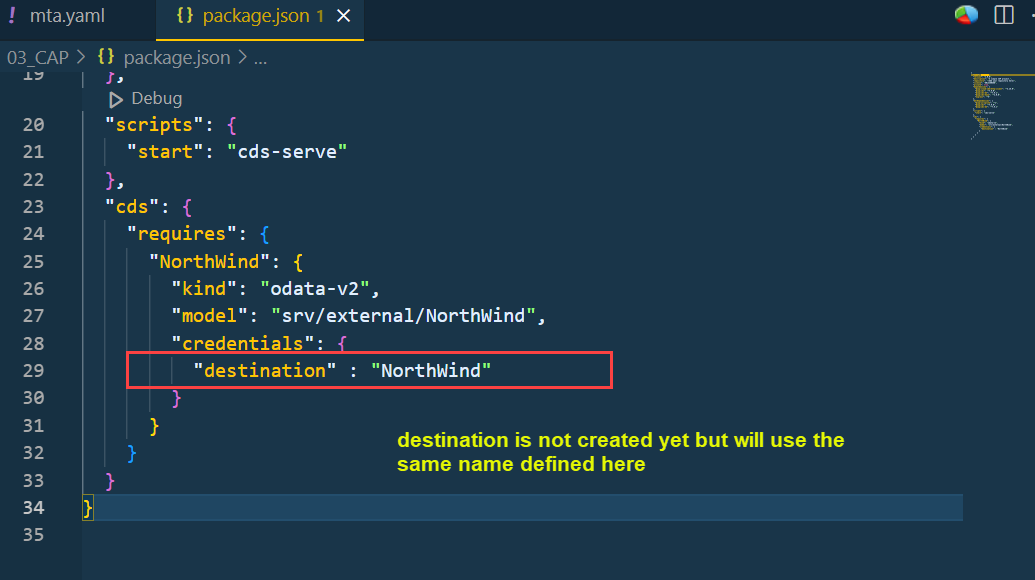 ! mta.yaml {} package.json 1 ×
03_CAP > {} package.json > ...
19 },
Debug
20 "scripts": {
21 "start": "cds-serve"
22 },
23 "cds": {
24 "requires": {
25 "NorthWind": {
26 "kind": "odata-v2",
27 "model": "srv/external/NorthWind",
28 "credentials": {
29 "destination" : "NorthWind"
30 }
31 }
32 }
33 }
34 }
35
destination is not created yet but will use the
same name defined here